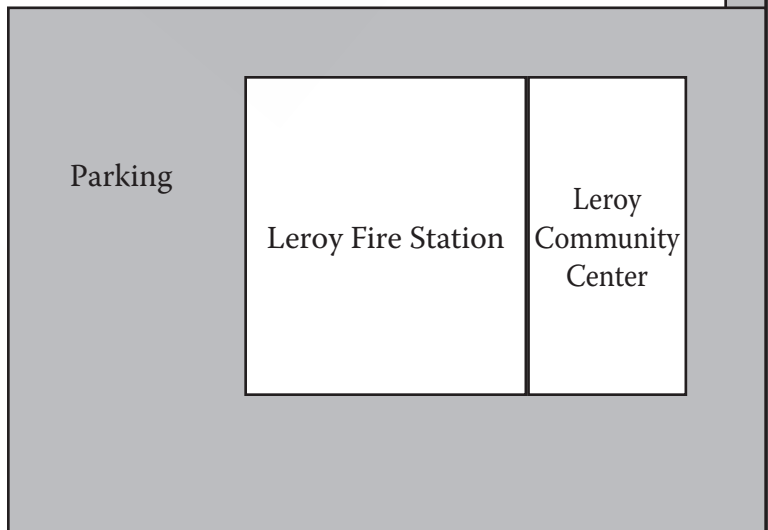 Parking
Leroy Fire Station
Leroy
Community
Center